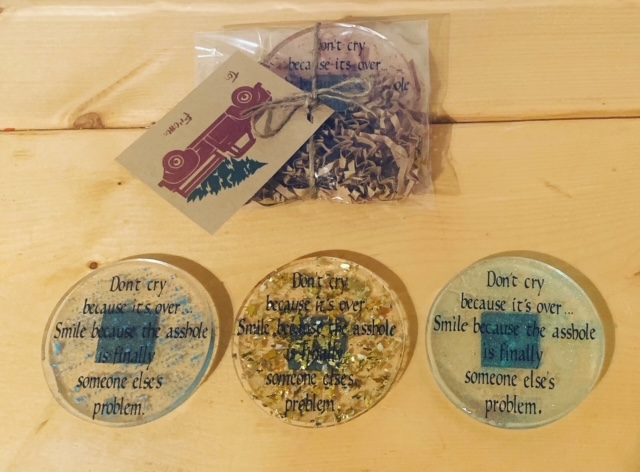 Don't cry
because its over...
ole
To:
From:
Don't cry
because it's over...
Smile because the asshole
is finally
someone else's
problem.
Don't cry
because it's over...
Smile because the asshole
is finally
someone else's
problem.
Don't cry
because it's over...
Smile because the asshole
is finally
someone else's
problem.